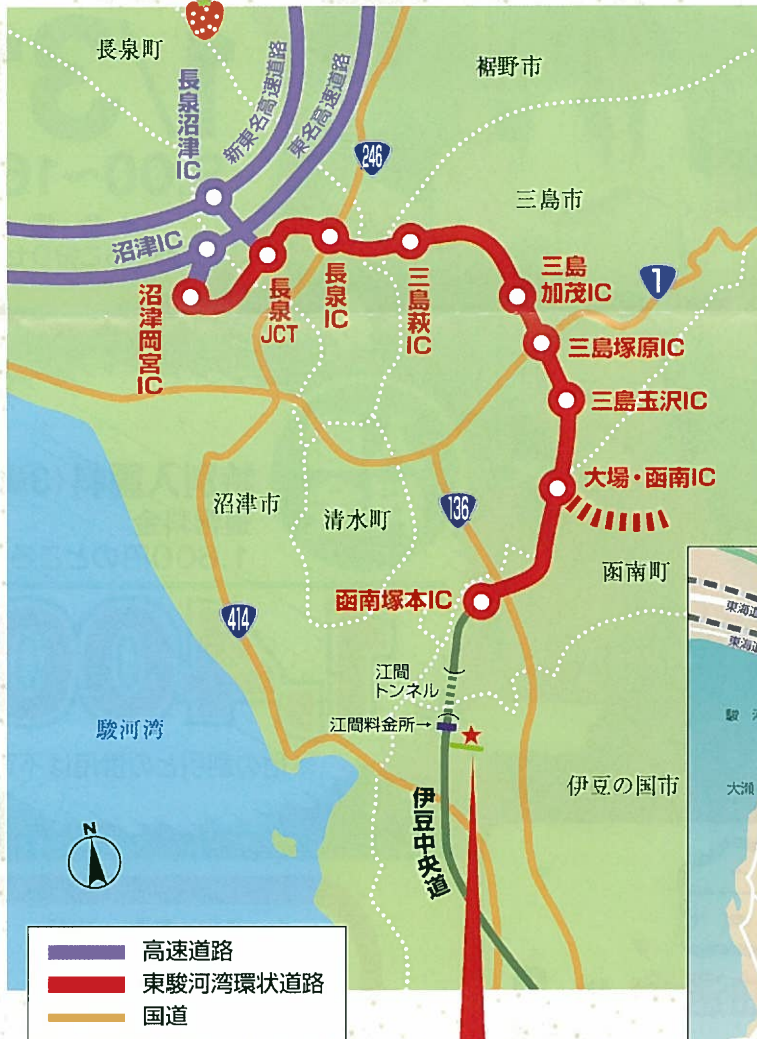 長泉町
裾野市
新東名高速道路
東名高速道路
長泉沼津IC
246
三島市
沼津IC
1
沼津岡宮IC
長泉JCT
長泉IC
三島萩IC
三島
加茂IC
三島塚原IC
三島玉沢IC
大場・函南IC
沼津市
清水町
136
函南町
函南塚本IC
414
江間
トンネル
江間料金所→
駿河湾
伊豆の国市
伊豆中央道
N
高速道路
東駿河湾環状道路
国道
東海道
東海道
駿河
大瀬